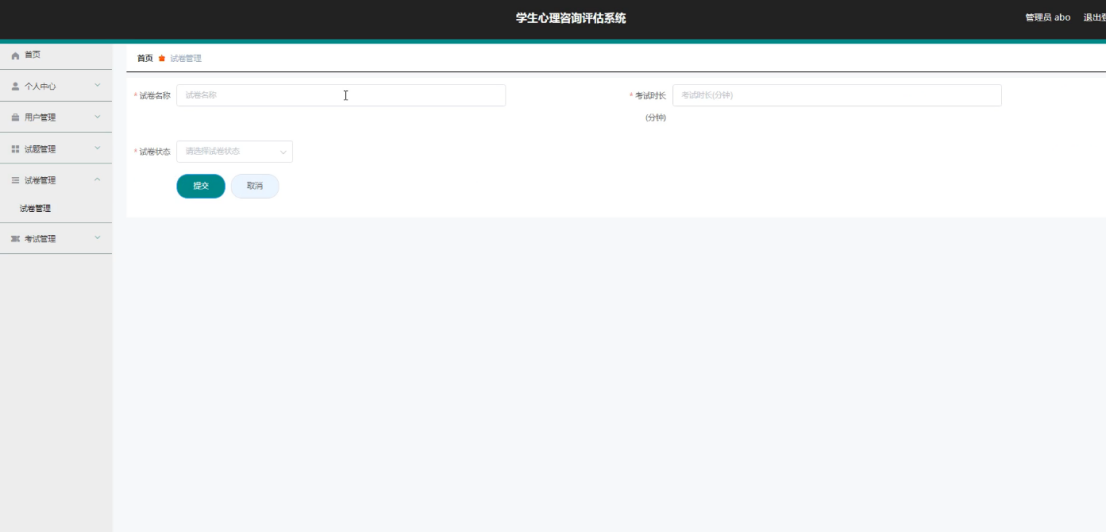 学生心理咨询评估系统
管理员 abo 退出登
首页
个人中心
用户管理
试题管理
试卷管理
试卷管理
考试管理
首页 试卷管理
* 试卷名称 试卷名称
* 考试时长 考试时长(分钟)
(分钟)
* 试卷状态 请选择试卷状态
提交 取消